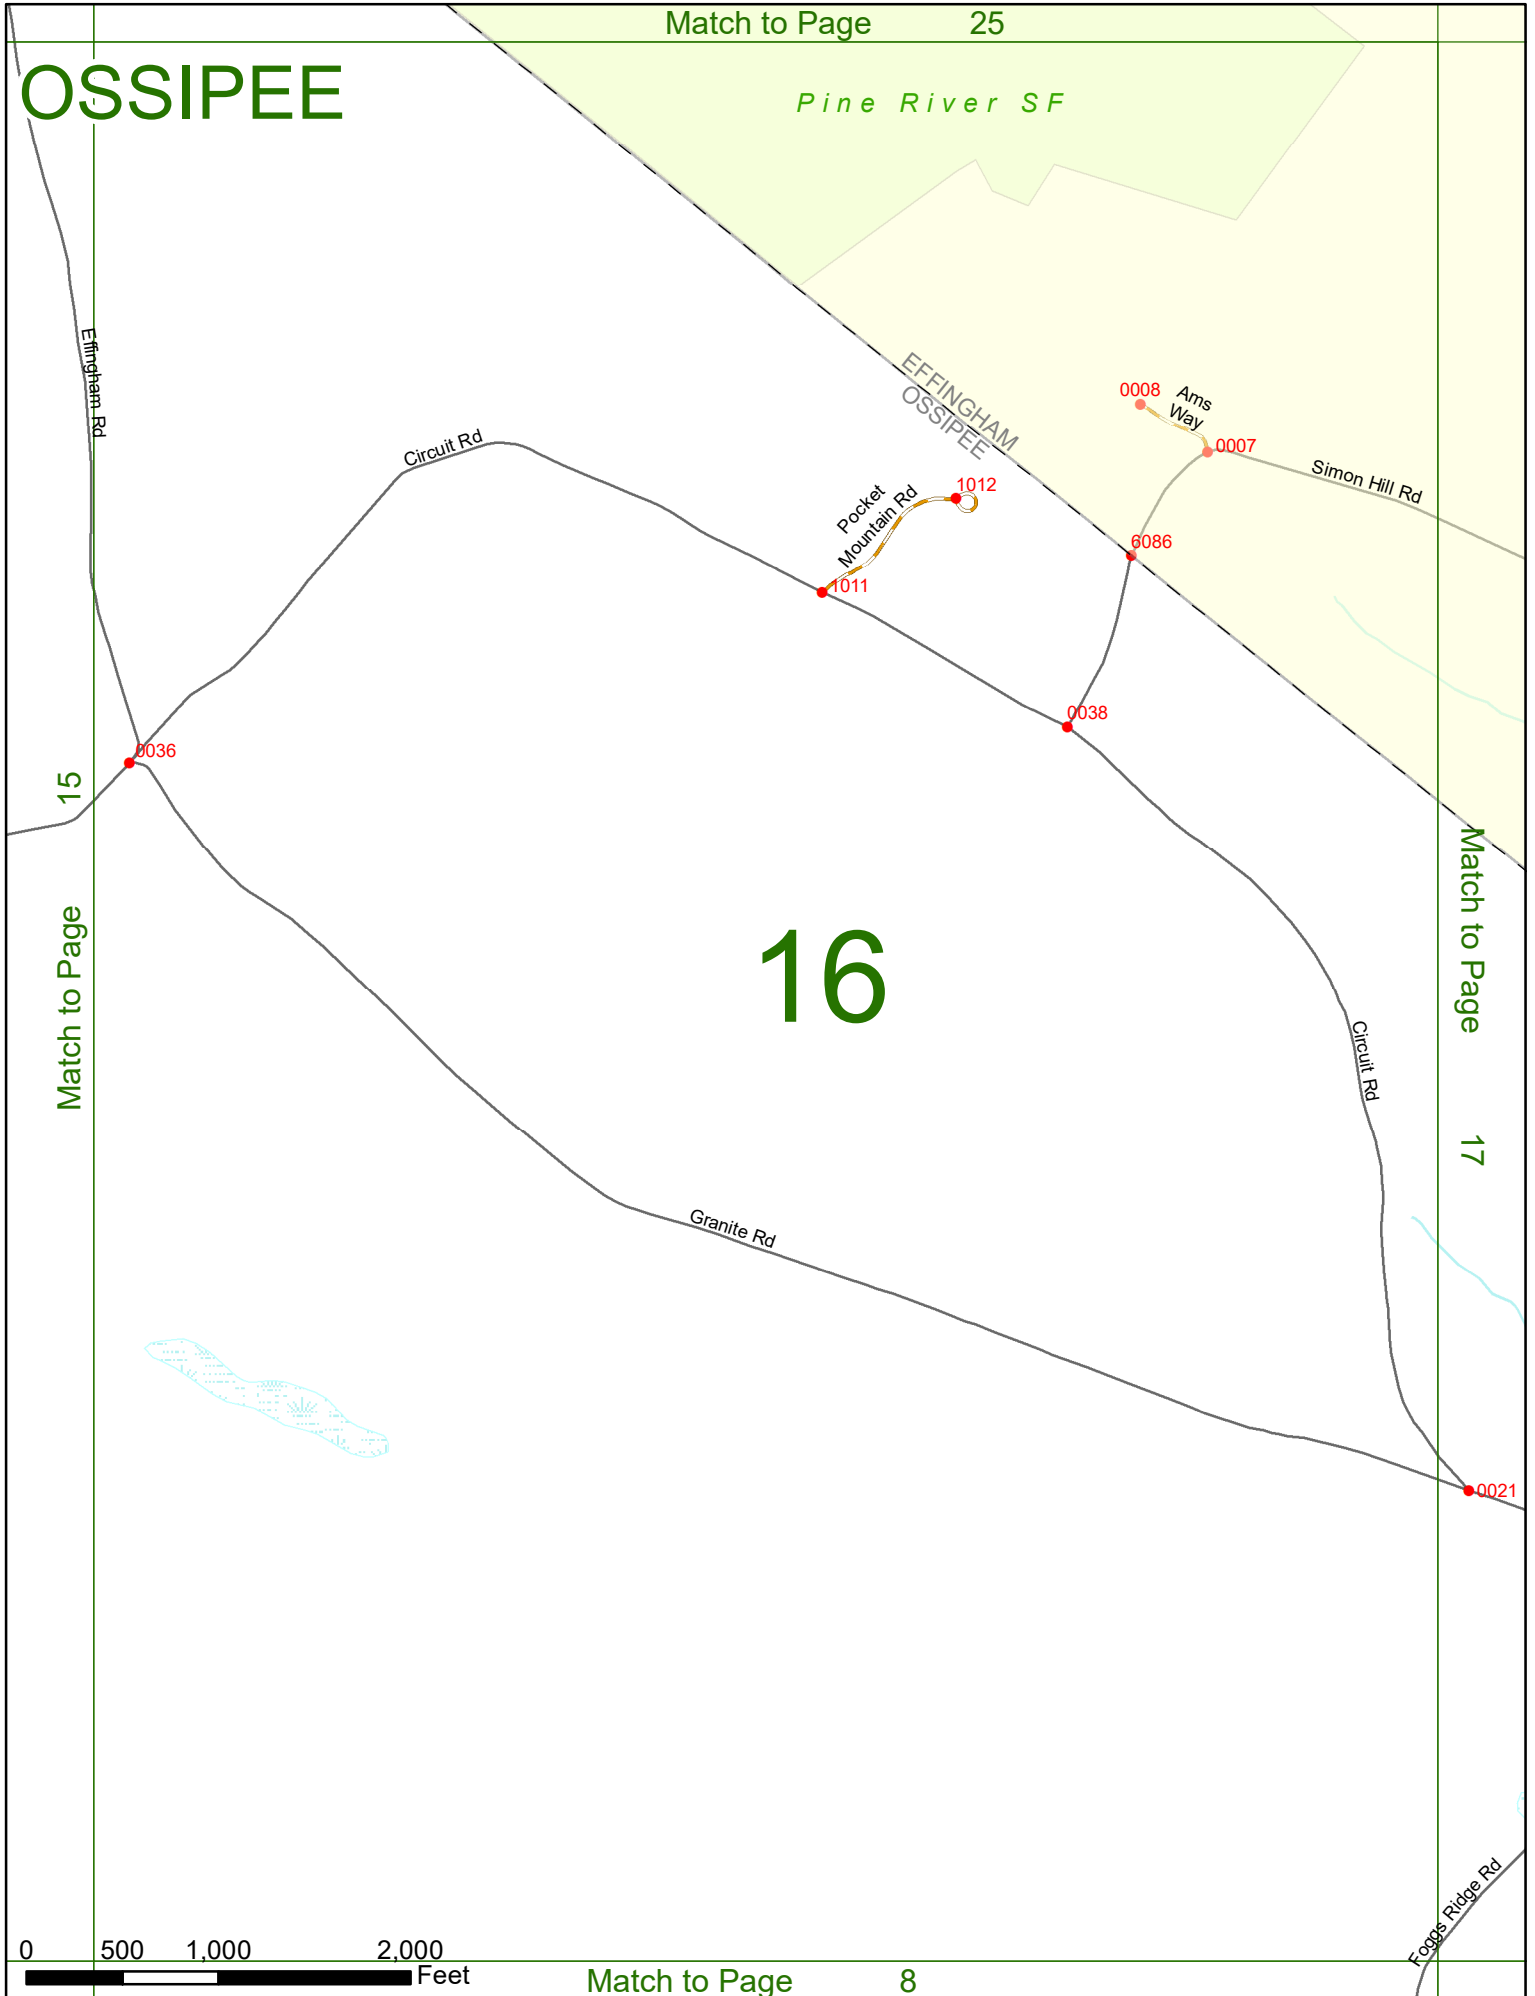 Match to Page 25
OSSIPEE
Pine River SF
Effingham Rd
EFFINGHAM
OSSIPEE
0008
Ams
Way
0007
Circuit Rd
Simon Hill Rd
Pocket
Mountain Rd
1012
6086
1011
0038
0036
Match to Page 15
Match to Page 17
16
Circuit Rd
Granite Rd
0021
Foggs Ridge Rd
0 500 1,000 2,000
Feet
Match to Page 8